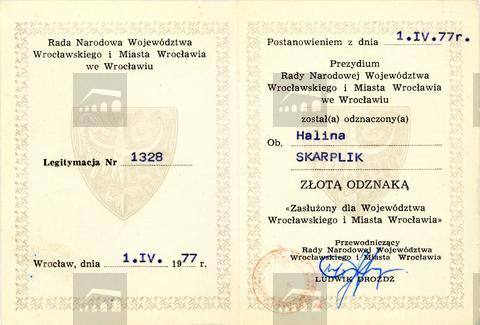 Rada Narodowa Województwa
Wrocławskiego i Miasta Wrocławia
we Wrocławiu
Legitymacja Nr 1328
Wrocław, dnia 1.IV. 1977r.
Postanowieniem z dnia 1.IV.77r.
Prezydium
Rady Narodowej Województwa
Wrocławskiego i Miasta Wrocławia
we Wrocławiu
został(a) odznaczony(a)
Ob. Halina
SKARPLIK
ZŁOTĄ ODZNAKĄ
«Zasłużony dla Województwa
Wrocławskiego i Miasta Wrocławia»
Przewodniczący
Rady Narodowej Województwa
Wrocławskiego i Miasta Wrocławia
LUDWIK DROŻDŻ